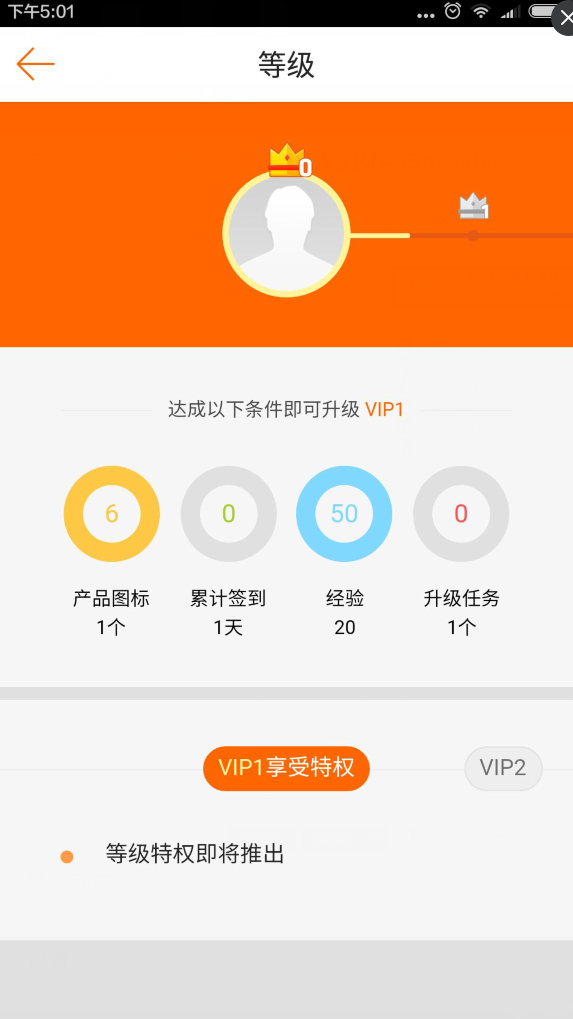 下午5:01
等级
0
1
达成以下条件即可升级 VIP1
6 0 50 0
产品图标 累计签到 经验 升级任务
1个 1天 20 1个
VIP1享受特权 VIP2
等级特权即将推出